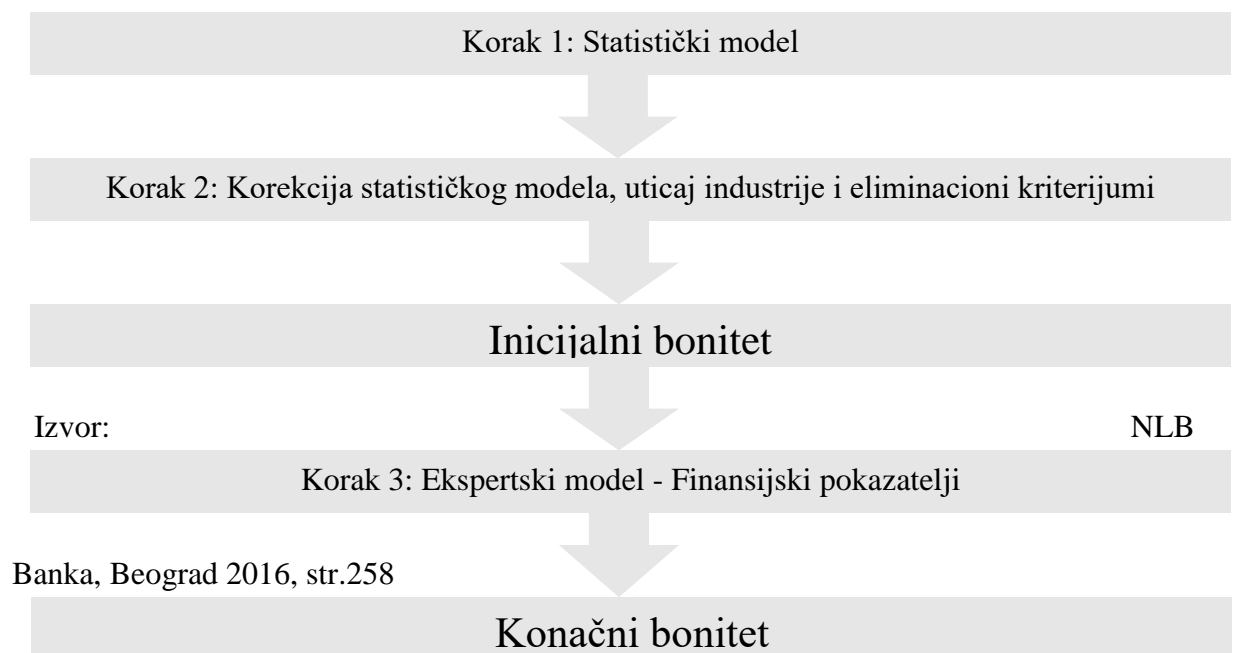 Korak 1: Statistički model
Korak 2: Korekcija statističkog modela, uticaj industrije i eliminacioni kriterijumi
Inicijalni bonitet
Izvor: NLB
Korak 3: Ekspertski model - Finansijski pokazatelji
Banka, Beograd 2016, str.258
Konačni bonitet